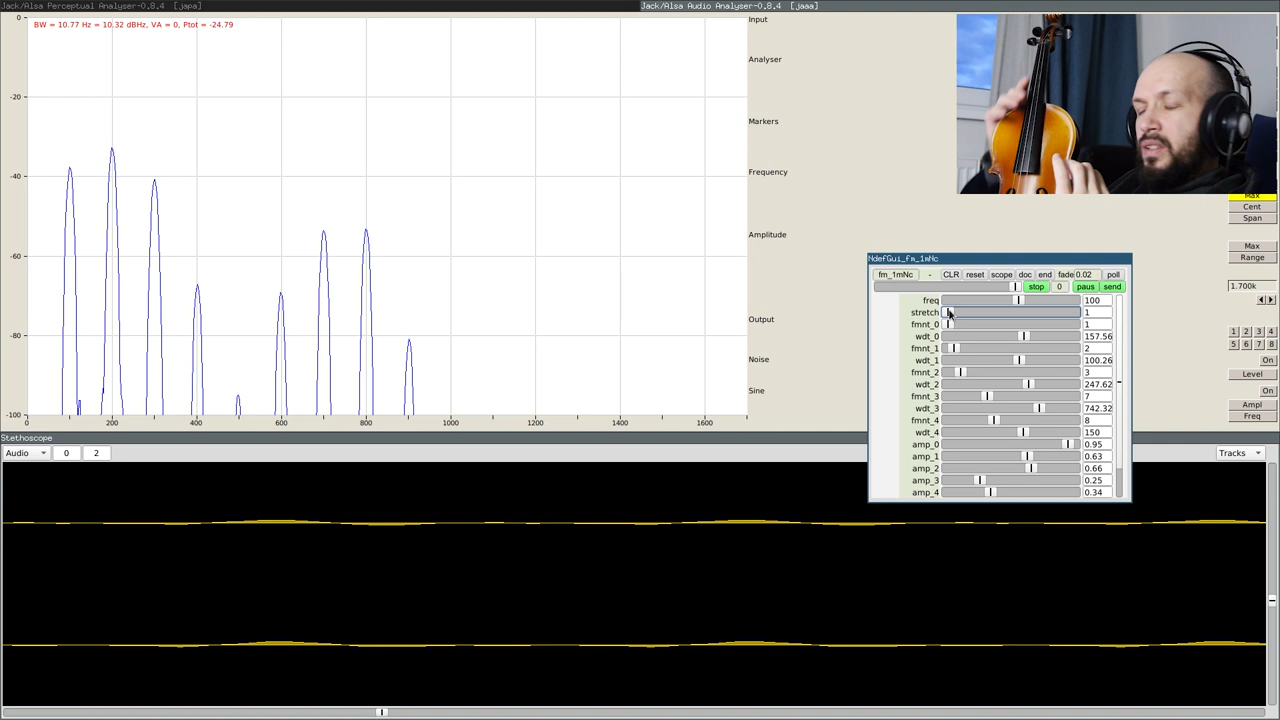 Jack/Alsa Perceptual Analyser-0.8.4 [japa]
Jack/Alsa Audio Analyser-0.8.4 [jaaa]
BW = 10.77 Hz = 10.32 dBHz, VA = 0, Ptot = -24.79
0
-20
-40
-60
-80
-100
0 200 400 600 800 1000 1200 1400 1600
Input
Analyser
Markers
Frequency
Amplitude
Output
Noise
Sine
Max
Cent
Span
Max
Range
1.700k
1 2 3 4
5 6 7 8
On
Level
On
Ampl
Freq
NdefGui_fm_1mNc
fm_1mNc - CLR reset scope doc end fade 0.02 poll
stop 0 paus send
freq 100
stretch 1
fmnt_0 1
wdt_0 157.56
fmnt_1 2
wdt_1 100.26
fmnt_2 3
wdt_2 247.62
fmnt_3 7
wdt_3 742.32
fmnt_4 8
wdt_4 150
amp_0 0.95
amp_1 0.63
amp_2 0.66
amp_3 0.25
amp_4 0.34
Stethoscope
Audio 0 2 Tracks